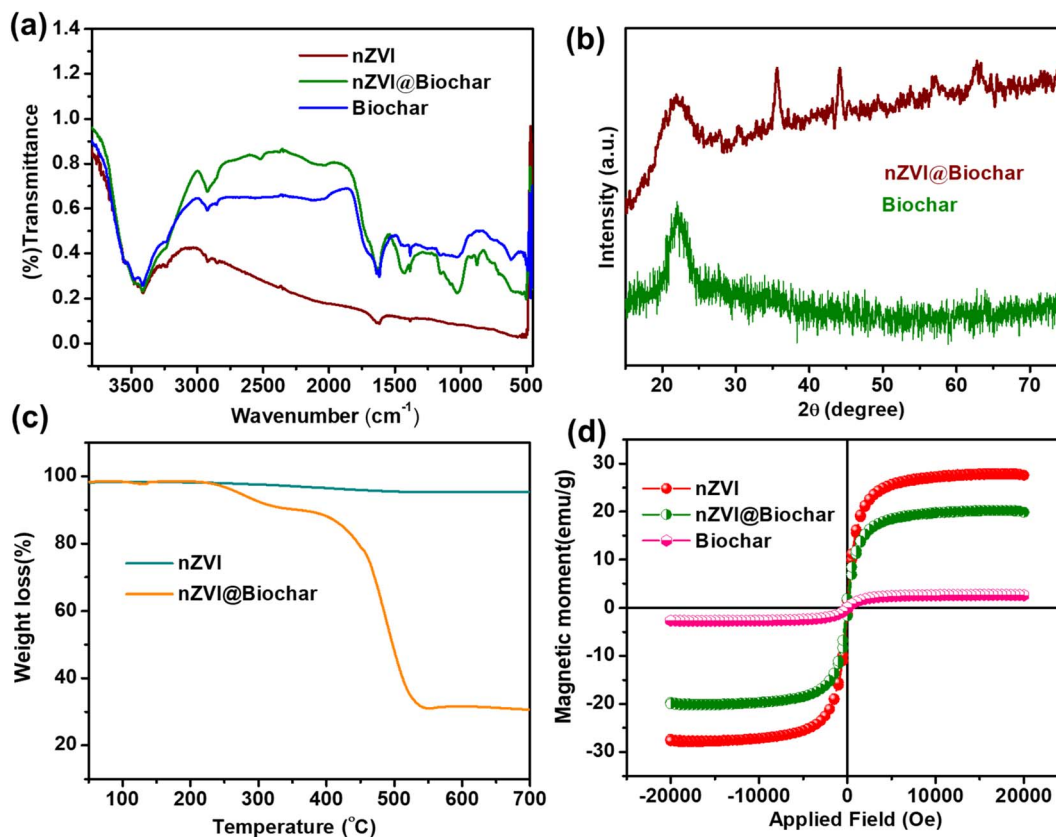 (a)
1.4
1.2
1.0
0.8
0.6
0.4
0.2
0.0
(%)Transmittance
nZVI
nZVI@Biochar
Biochar
3500 3000 2500 2000 1500 1000 500
Wavenumber (cm-1)
(b)
Intensity (a.u.)
nZVI@Biochar
Biochar
20 30 40 50 60 70
2θ (degree)
(c)
100
80
60
40
20
Weight loss(%)
nZVI
nZVI@Biochar
100 200 300 400 500 600 700
Temperature (°C)
(d)
30
20
10
0
-10
-20
-30
Magnetic moment(emu/g)
nZVI
nZVI@Biochar
Biochar
-20000 -10000 0 10000 20000
Applied Field (Oe)